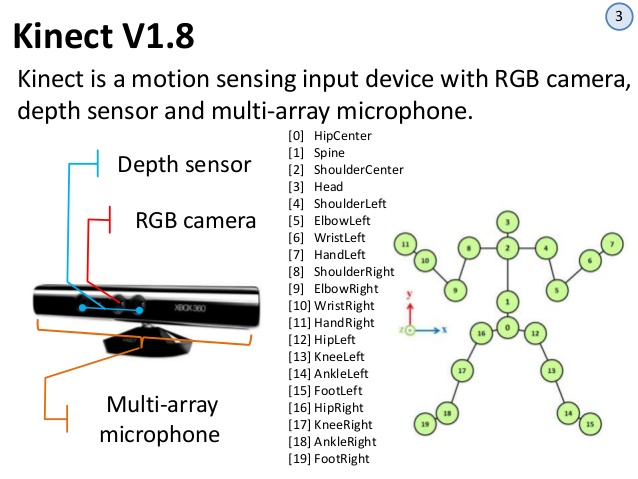 3
Kinect V1.8
Kinect is a motion sensing input device with RGB camera,
depth sensor and multi-array microphone.
Depth sensor
RGB camera
XBOX 360
Multi-array
microphone
[0] HipCenter
[1] Spine
[2] ShoulderCenter
[3] Head
[4] ShoulderLeft
[5] ElbowLeft
[6] WristLeft
[7] HandLeft
[8] ShoulderRight
[9] ElbowRight
[10] WristRight
[11] HandRight
[12] HipLeft
[13] KneeLeft
[14] AnkleLeft
[15] FootLeft
[16] HipRight
[17] KneeRight
[18] AnkleRight
[19] FootRight
3
11 8 2 4 7
10 6
9 5
1
y
z x
16 0 12
17 13
18 14
19 15